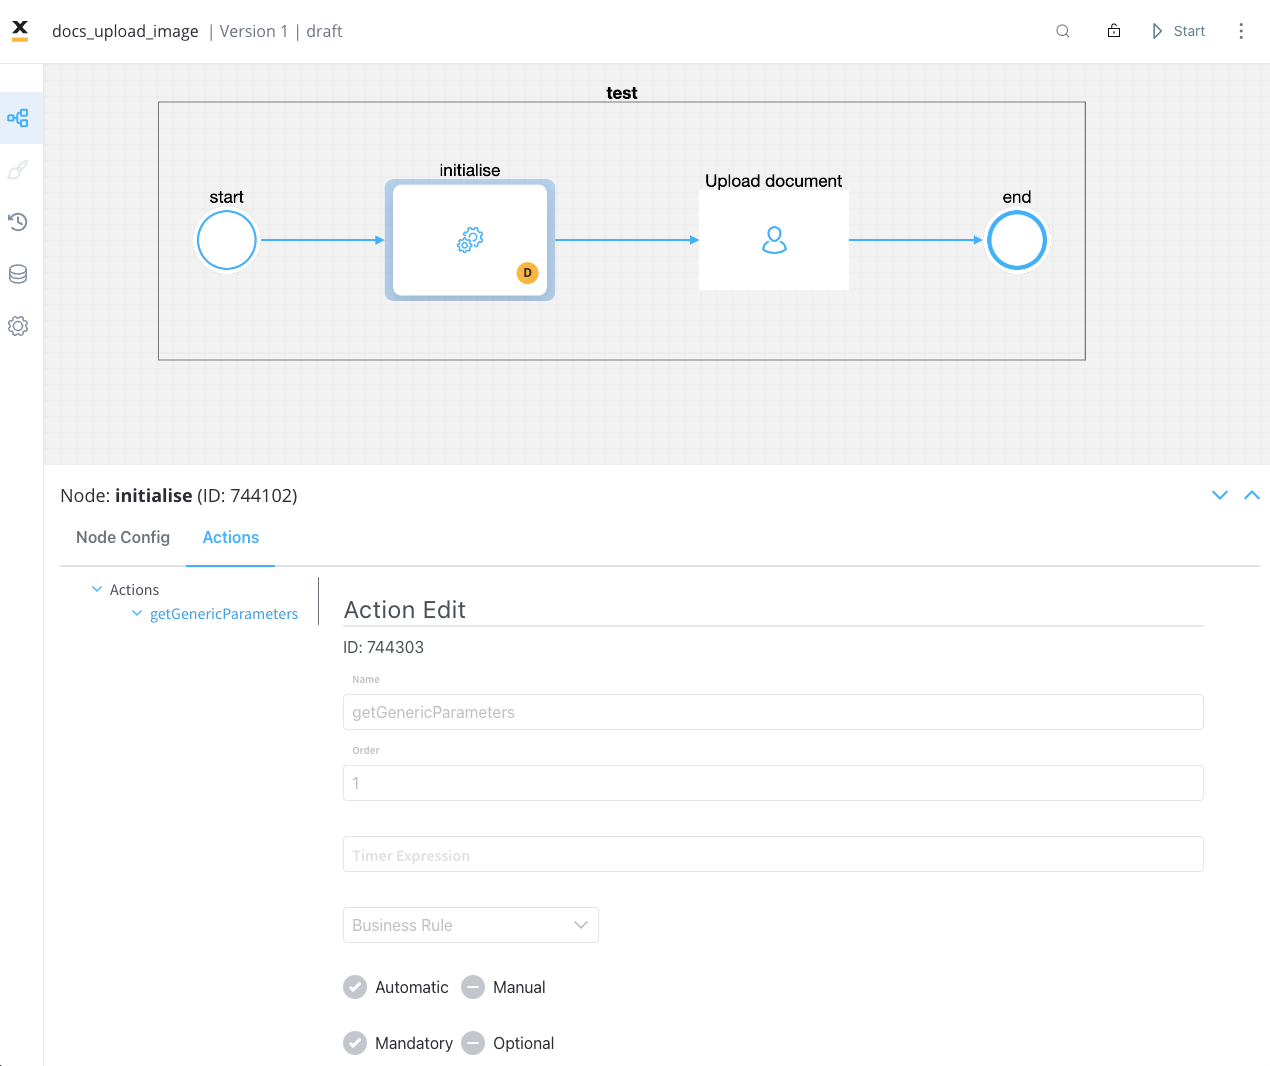 docs_upload_image | Version 1 | draft
Start
test
initialise
Upload document
start
end
D
Node: initialise (ID: 744102)
Node Config
Actions
Actions
getGenericParameters
Action Edit
ID: 744303
Name
getGenericParameters
Order
1
Timer Expression
Business Rule
Automatic
Manual
Mandatory
Optional